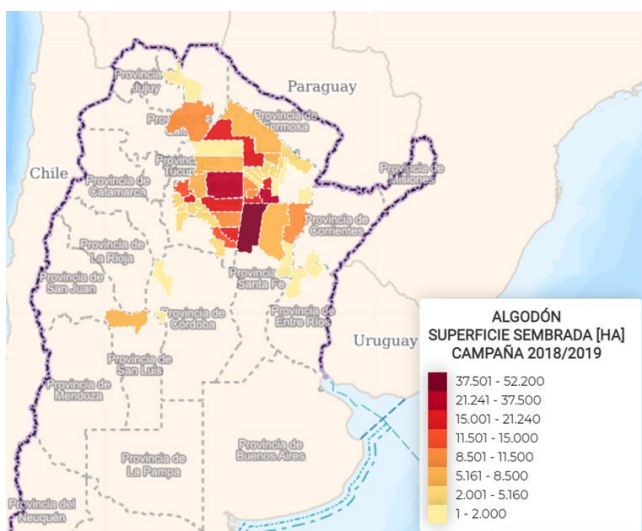 Provincia
Jujuy
Paraguay
Provincia de
Formosa
Provincia
Tucum
Chile
Provincia de
Catamarca
Provincia de
Misiones
Provincia de
Corrientes
Provincia de
La Rioja
Provincia
Santa Fe
Provincia de
San Juan
Provincia de
Córdoba
Provincia de
Entre Ríos
Uruguay
Provincia de
San Luis
Provincia de
Mendoza
Provincia de
Buenos Aires
Provincia de
La Pampa
Provincia del
Neuquén
ALGODÓN
SUPERFICIE SEMBRADA [HA]
CAMPAÑA 2018/2019
37.501 - 52.200
21.241 - 37.500
15.001 - 21.240
11.501 - 15.000
8.501 - 11.500
5.161 - 8.500
2.001 - 5.160
1 - 2.000